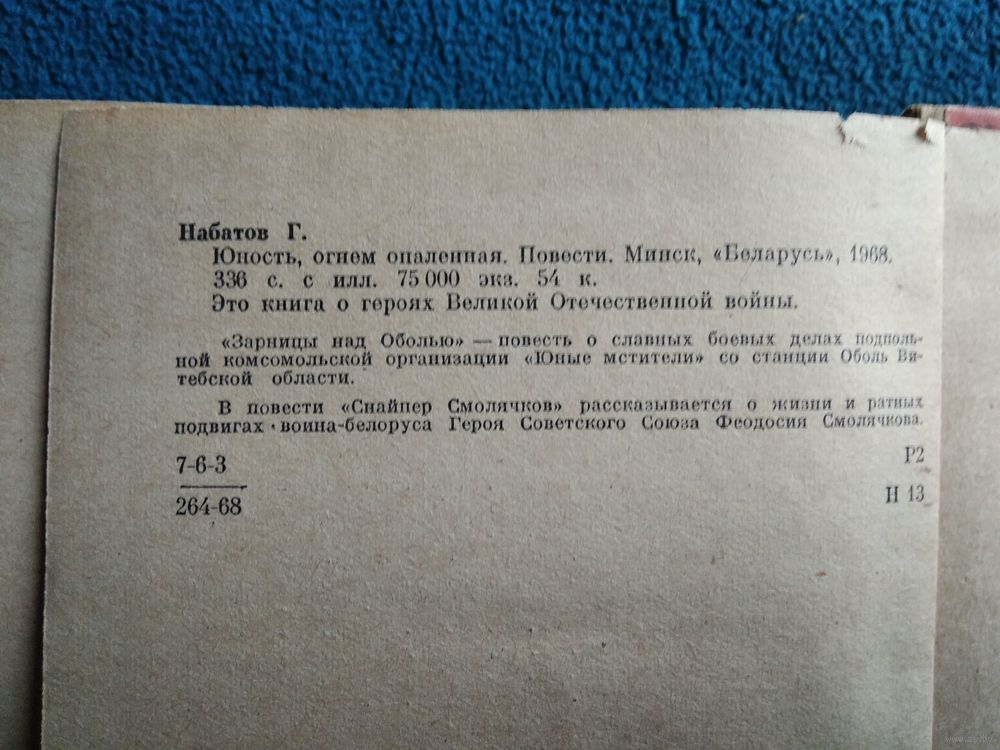 Набатов Г.
Юность, огнем опаленная. Повести. Минск, «Беларусь», 1968.
336 с. с илл. 75 000 экз. 54 к.
Это книга о героях Великой Отечественной войны.
«Зарницы над Оболью» — повесть о славных боевых делах подполь-
ной комсомольской организации «Юные мстители» со станции Оболь Ви-
тебской области.
В повести «Снайпер Смолячков» рассказывается о жизни и ратных
подвигах воина-белоруса Героя Советского Союза Феодосия Смолячкова.
7-6-3
Р2
264-68
Н 13